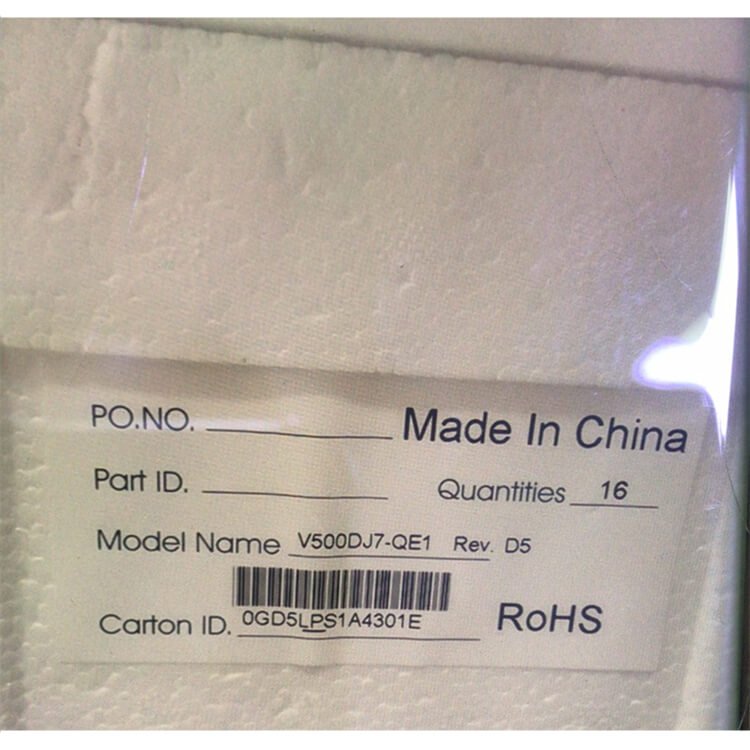 PO.NO. Made In China
Part ID. Quantities 16
Model Name V500DJ7-QE1 Rev. D5
Carton ID. 0GD5LPS1A4301E RoHS